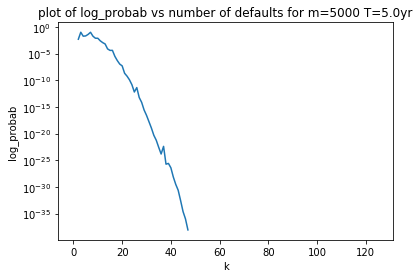 plot of log_probab vs number of defaults for m=5000 T=5.0yr
10⁰
10⁻⁵
10⁻¹⁰
10⁻¹⁵
10⁻²⁰
10⁻²⁵
10⁻³⁰
10⁻³⁵
log_probab
0 20 40 60 80 100 120
k